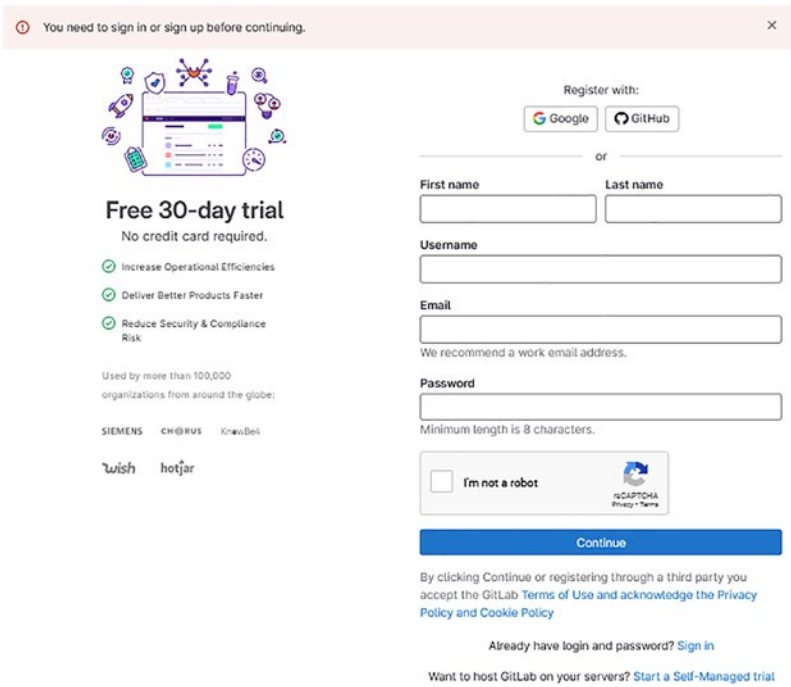 You need to sign in or sign up before continuing.
Free 30-day trial
No credit card required.
Increase Operational Efficiencies
Deliver Better Products Faster
Reduce Security & Compliance
Risk
Used by more than 100,000
organizations from around the globe:
SIEMENS CHORUS KnowBe4
wish hotjar
Register with:
Google GitHub
or
First name Last name
Username
Email
We recommend a work email address.
Password
Minimum length is 8 characters.
I'm not a robot
reCAPTCHA
Privacy • Terms
Continue
By clicking Continue or registering through a third party you
accept the GitLab Terms of Use and acknowledge the Privacy
Policy and Cookie Policy
Already have login and password? Sign in
Want to host GitLab on your servers? Start a Self-Managed trial